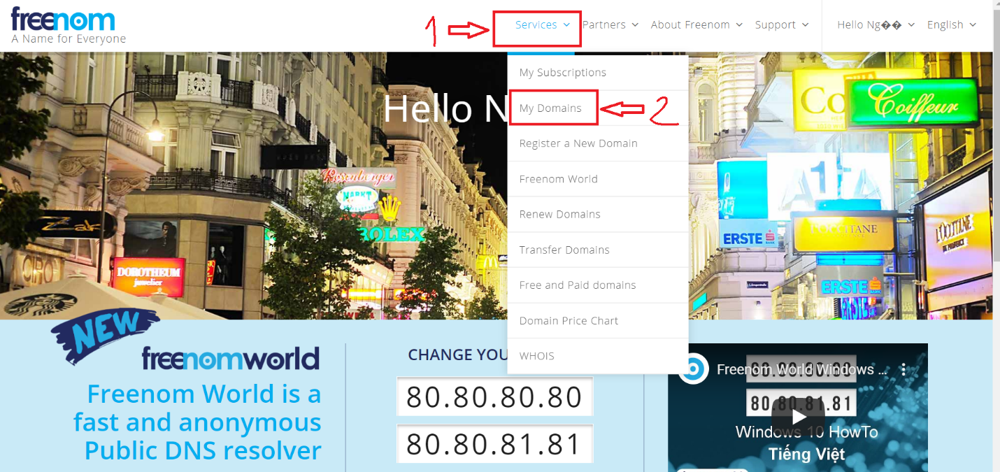 freenom
A Name for Everyone
1
Services
Partners
About Freenom
Support
Hello Ng��
English
My Subscriptions
My Domains
2
Register a New Domain
Freenom World
Renew Domains
Transfer Domains
Free and Paid domains
Domain Price Chart
WHOIS
Hello N
Coiffeur
Rosenberger
MARKT
ROLEX
DOROTHEUM
juwelier
ERSTE
BANK
L'OCCITANE
L'OCCITANE
EN PROVENCE
ERSTE
BANK
NEW
freenomworld
Freenom World is a
fast and anonymous
Public DNS resolver
CHANGE YOU
80.80.80.80
80.80.81.81
Freenom World Windows ...
80.80.80.80
80.80.81.81
Windows 10 HowTo
Tiếng Việt